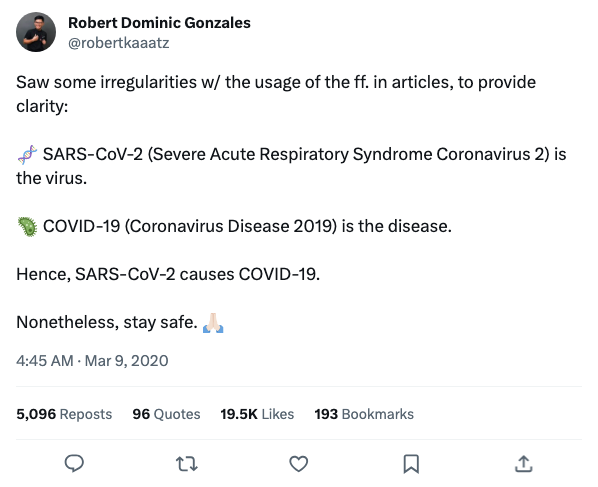 Robert Dominic Gonzales
@robertkaaatz
Saw some irregularities w/ the usage of the ff. in articles, to provide
clarity:
🧬 SARS-CoV-2 (Severe Acute Respiratory Syndrome Coronavirus 2) is
the virus.
🦠 COVID-19 (Coronavirus Disease 2019) is the disease.
Hence, SARS-CoV-2 causes COVID-19.
Nonetheless, stay safe. 🙏🏻
4:45 AM · Mar 9, 2020
5,096 Reposts 96 Quotes 19.5K Likes 193 Bookmarks